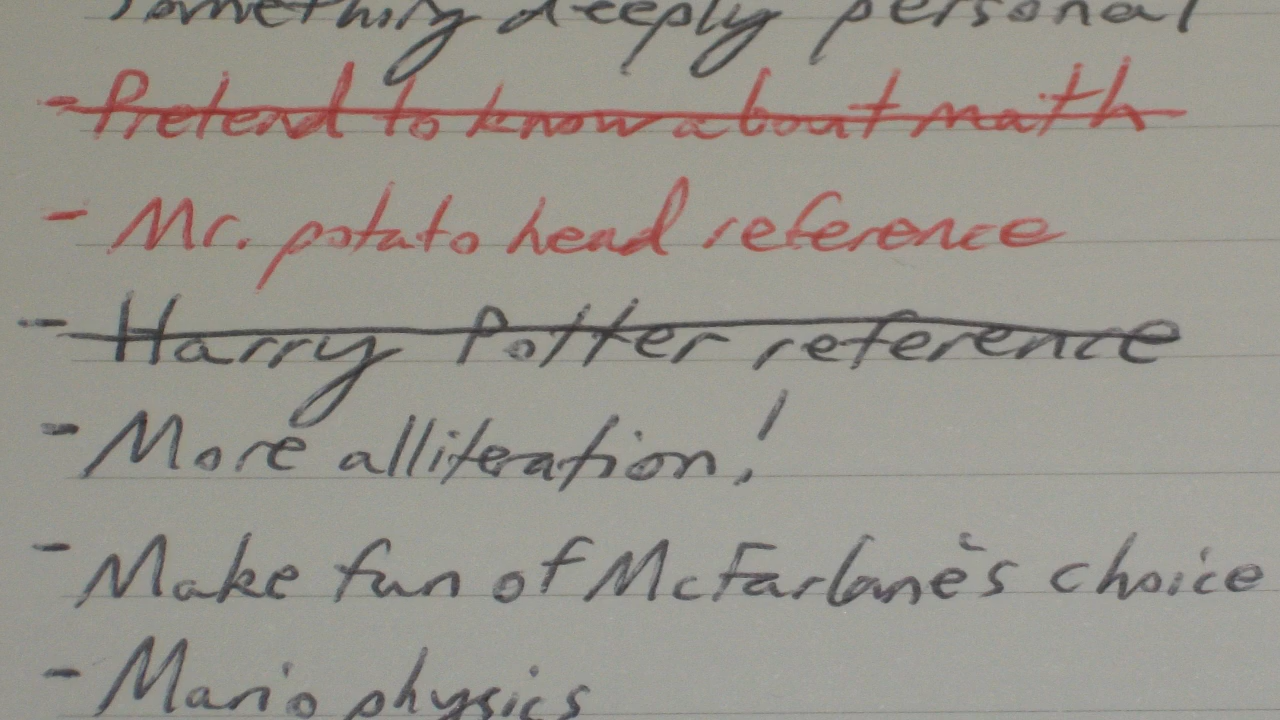 something deeply personal
- Pretend to know about math
- Mr. potato head reference
- Harry Potter reference
- More alliteration!
- Make fun of McFarlane's choice
- Mario physics